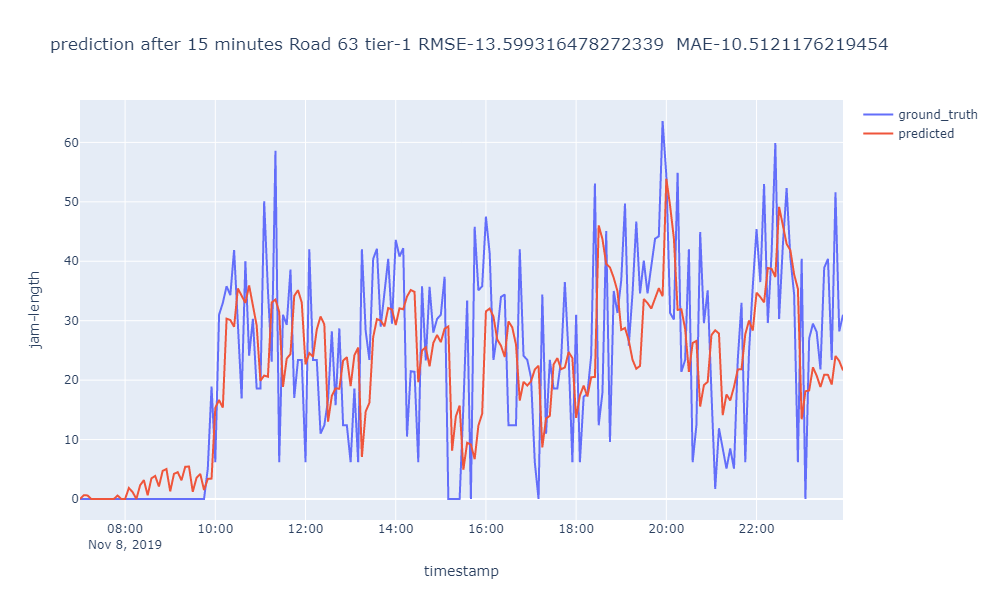 prediction after 15 minutes Road 63 tier-1 RMSE-13.599316478272339  MAE-10.5121176219454
ground_truth
predicted
60
50
40
30
20
10
0
jam-length
08:00 10:00 12:00 14:00 16:00 18:00 20:00 22:00
Nov 8, 2019
timestamp